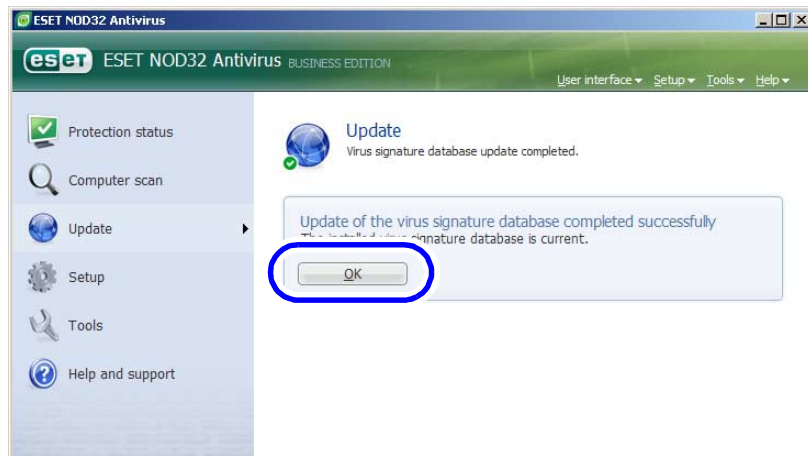 ESET NOD32 Antivirus
eset ESET NOD32 Antivirus BUSINESS EDITION
User interface Setup Tools Help
Protection status
Computer scan
Update
Setup
Tools
Help and support
Update
Virus signature database update completed.
Update of the virus signature database completed successfully
The installed virus signature database is current.
OK